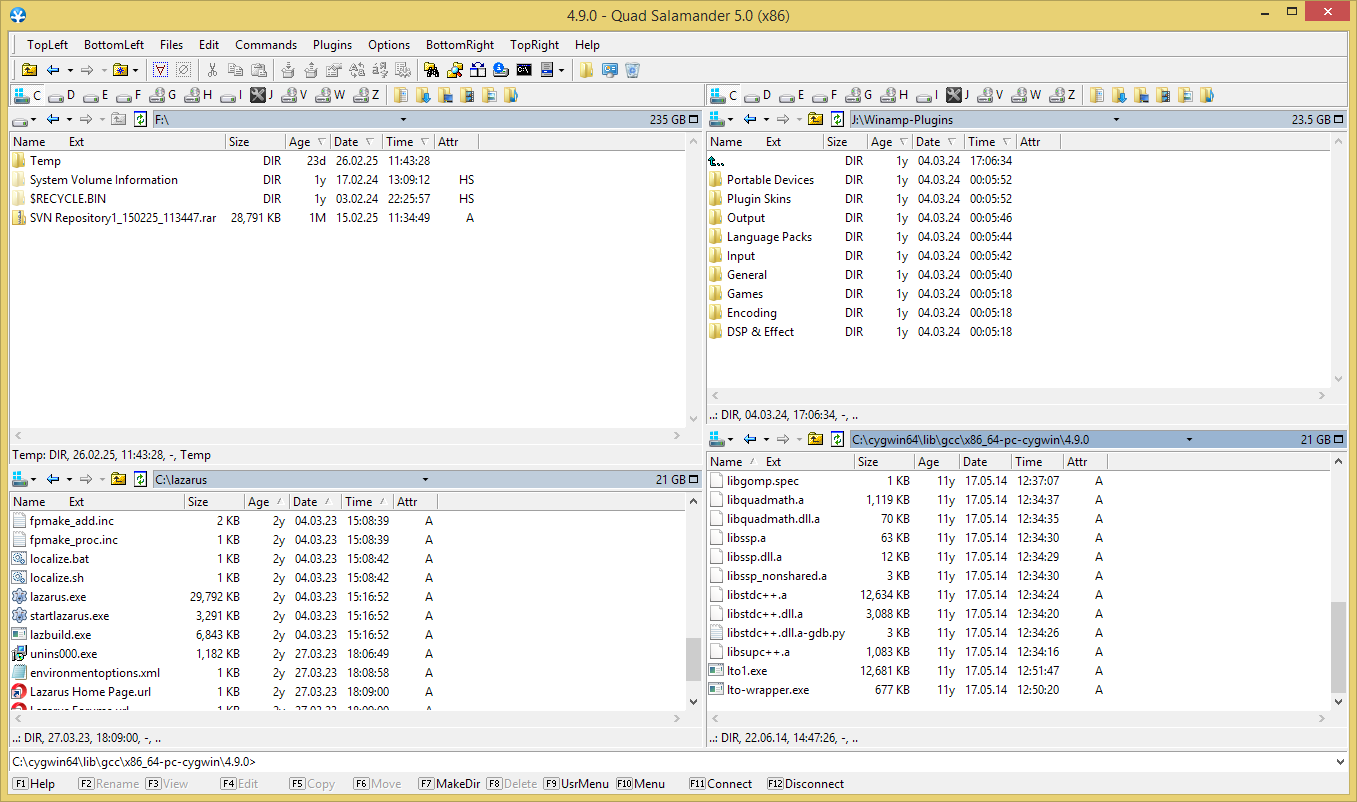 4.9.0 - Quad Salamander 5.0 (x86)
TopLeft BottomLeft Files Edit Commands Plugins Options BottomRight TopRight Help
C D E F G H I J V W Z
C D E F G H I J V W Z
F:\ 235 GB
Name Ext Size Age Date Time Attr
Temp DIR 23d 26.02.25 11:43:28
System Volume Information DIR 1y 17.02.24 13:09:12 HS
$RECYCLE.BIN DIR 1y 03.02.24 22:25:57 HS
SVN Repository1_150225_113447.rar 28,791 KB 1M 15.02.25 11:34:49 A
Temp: DIR, 26.02.25, 11:43:28, -, Temp
J:\Winamp-Plugins 23.5 GB
Name Ext Size Age Date Time Attr
.. DIR 1y 04.03.24 17:06:34
Portable Devices DIR 1y 04.03.24 00:05:52
Plugin Skins DIR 1y 04.03.24 00:05:52
Output DIR 1y 04.03.24 00:05:46
Language Packs DIR 1y 04.03.24 00:05:44
Input DIR 1y 04.03.24 00:05:42
General DIR 1y 04.03.24 00:05:40
Games DIR 1y 04.03.24 00:05:18
Encoding DIR 1y 04.03.24 00:05:18
DSP & Effect DIR 1y 04.03.24 00:05:18
..: DIR, 04.03.24, 17:06:34, -, ..
C:\lazarus 21 GB
Name Ext Size Age Date Time Attr
fpmake_add.inc 2 KB 2y 04.03.23 15:08:39 A
fpmake_proc.inc 1 KB 2y 04.03.23 15:08:39 A
localize.bat 1 KB 2y 04.03.23 15:08:42 A
localize.sh 1 KB 2y 04.03.23 15:08:42 A
lazarus.exe 29,792 KB 2y 04.03.23 15:16:52 A
startlazarus.exe 3,291 KB 2y 04.03.23 15:16:52 A
lazbuild.exe 6,843 KB 2y 04.03.23 15:16:52 A
unins000.exe 1,182 KB 2y 27.03.23 18:06:49 A
environmentoptions.xml 1 KB 2y 27.03.23 18:08:58 A
Lazarus Home Page.url 1 KB 2y 27.03.23 18:09:00 A
Lazarus Forums.url 1 KB 2y 27.03.23 18:09:00 A
..: DIR, 27.03.23, 18:09:00, -, ..
C:\cygwin64\lib\gcc\x86_64-pc-cygwin\4.9.0 21 GB
Name Ext Size Age Date Time Attr
libgomp.spec 1 KB 11y 17.05.14 12:37:07 A
libquadmath.a 1,119 KB 11y 17.05.14 12:34:37 A
libquadmath.dll.a 70 KB 11y 17.05.14 12:34:35 A
libssp.a 63 KB 11y 17.05.14 12:34:30 A
libssp.dll.a 12 KB 11y 17.05.14 12:34:29 A
libssp_nonshared.a 3 KB 11y 17.05.14 12:34:30 A
libstdc++.a 12,634 KB 11y 17.05.14 12:34:24 A
libstdc++.dll.a 3,088 KB 11y 17.05.14 12:34:20 A
libstdc++.dll.a-gdb.py 3 KB 11y 17.05.14 12:34:26 A
libsupc++.a 1,083 KB 11y 17.05.14 12:34:16 A
lto1.exe 12,681 KB 11y 17.05.14 12:51:47 A
lto-wrapper.exe 677 KB 11y 17.05.14 12:50:20 A
..: DIR, 22.06.14, 14:47:26, -, ..
C:\cygwin64\lib\gcc\x86_64-pc-cygwin\4.9.0>
F1 Help F2 Rename F3 View F4 Edit F5 Copy F6 Move F7 MakeDir F8 Delete F9 UsrMenu F10 Menu F11 Connect F12 Disconnect